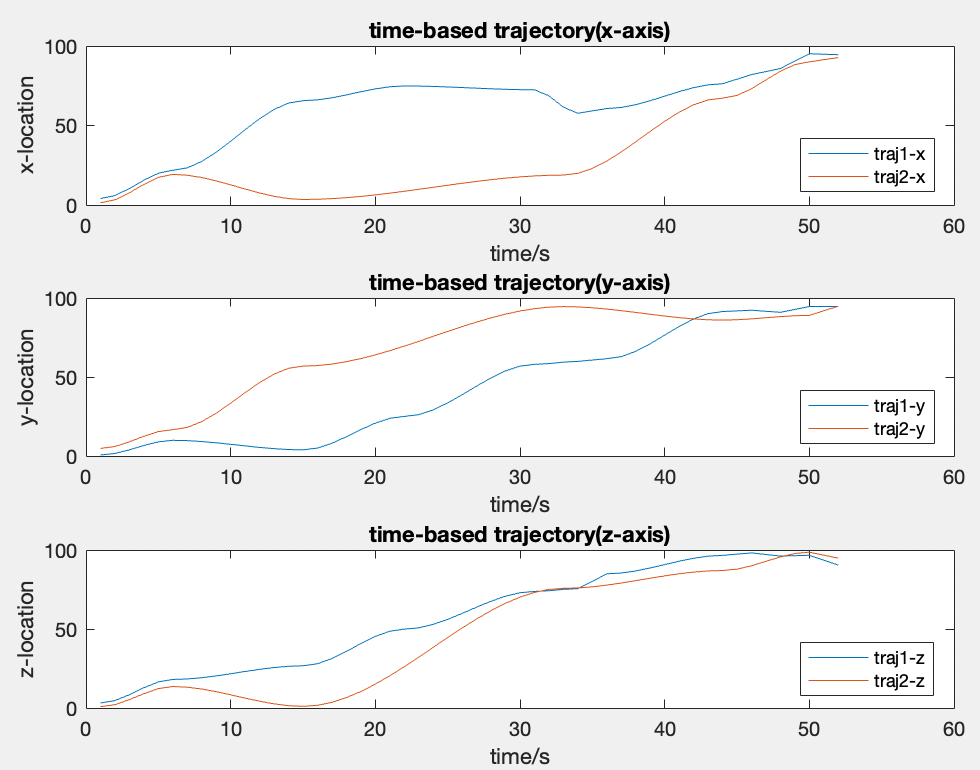 time-based trajectory(x-axis)
100
50
0
x-location
traj1-x
traj2-x
0 10 20 30 40 50 60
time/s
time-based trajectory(y-axis)
100
50
0
y-location
traj1-y
traj2-y
0 10 20 30 40 50 60
time/s
time-based trajectory(z-axis)
100
50
0
z-location
traj1-z
traj2-z
0 10 20 30 40 50 60
time/s